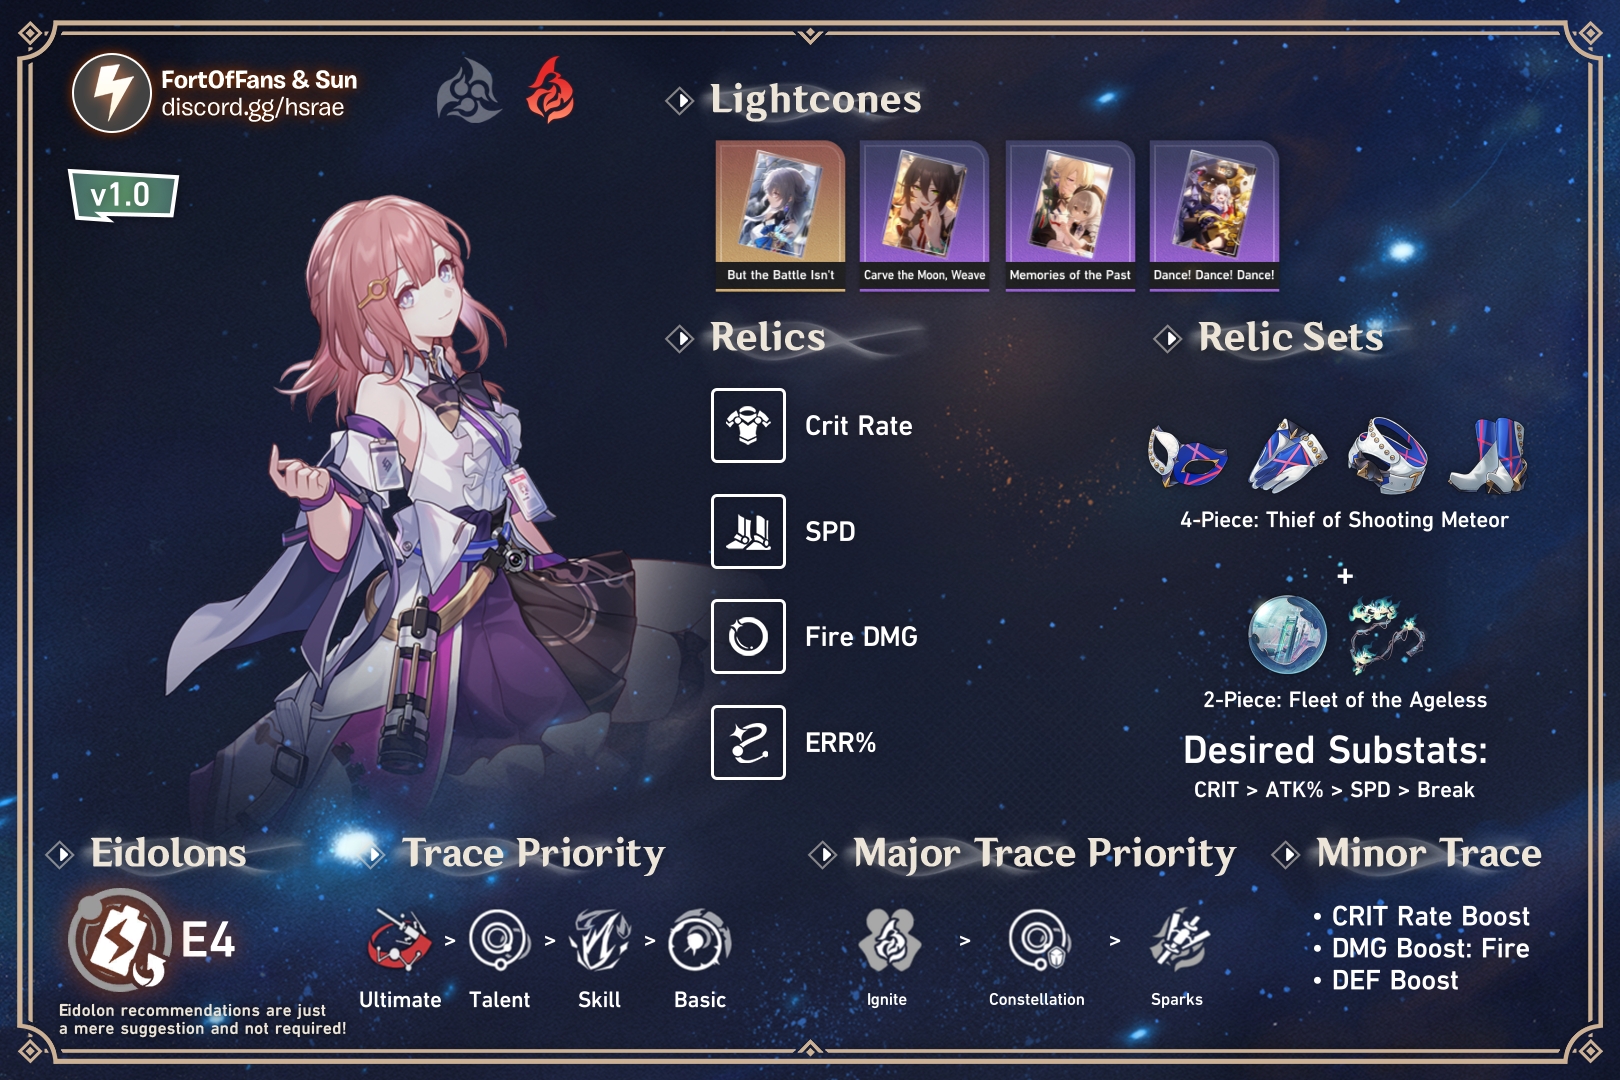 FortOfFans & Sun
discord.gg/hsrae
v1.0
Lightcones
But the Battle Isn't
Carve the Moon, Weave
Memories of the Past
Dance! Dance! Dance!
Relics
Crit Rate
SPD
Fire DMG
ERR%
Relic Sets
4-Piece: Thief of Shooting Meteor
+
2-Piece: Fleet of the Ageless
Desired Substats:
CRIT > ATK% > SPD > Break
Eidolons
E4
Eidolon recommendations are just
a mere suggestion and not required!
Trace Priority
> > >
Ultimate Talent Skill Basic
Major Trace Priority
> >
Ignite Constellation Sparks
Minor Trace
• CRIT Rate Boost
• DMG Boost: Fire
• DEF Boost